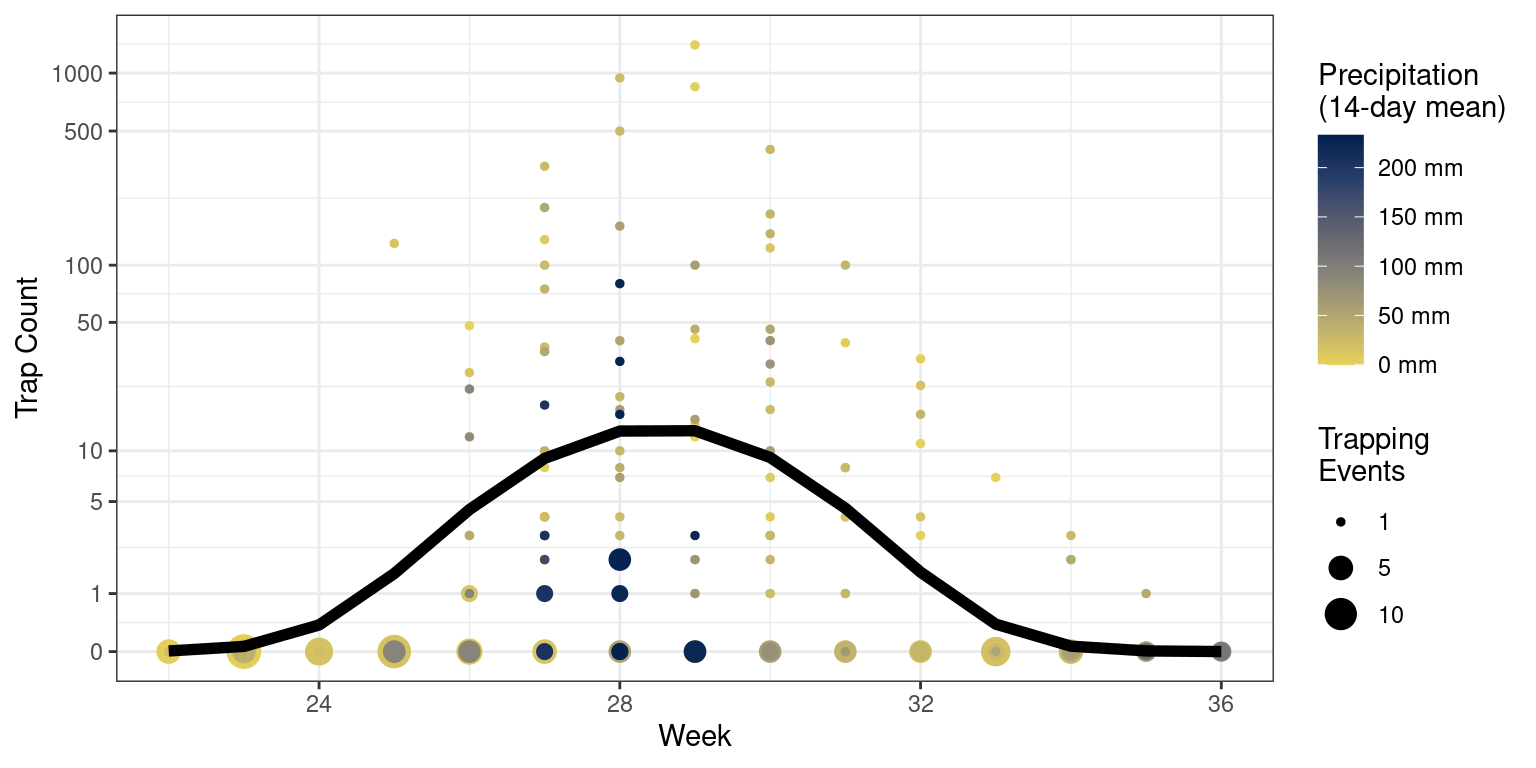 Trap Count
1000
500
100
50
10
5
1
0
24
28
32
36
Week
Precipitation
(14-day mean)
200 mm
150 mm
100 mm
50 mm
0 mm
Trapping
Events
1
5
10